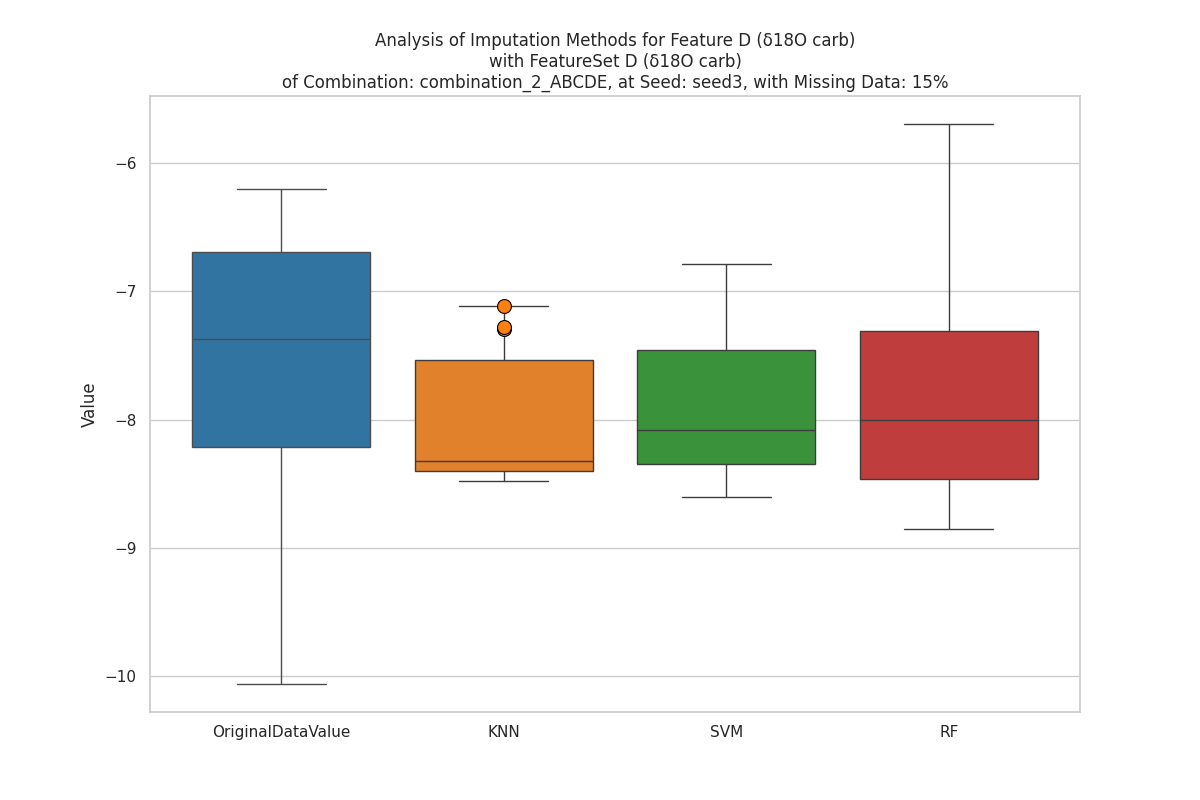 Analysis of Imputation Methods for Feature D (δ18O carb)
with FeatureSet D (δ18O carb)
of Combination: combination_2_ABCDE, at Seed: seed3, with Missing Data: 15%
−6
−7
−8
−9
−10
Value
OriginalDataValue
KNN
SVM
RF